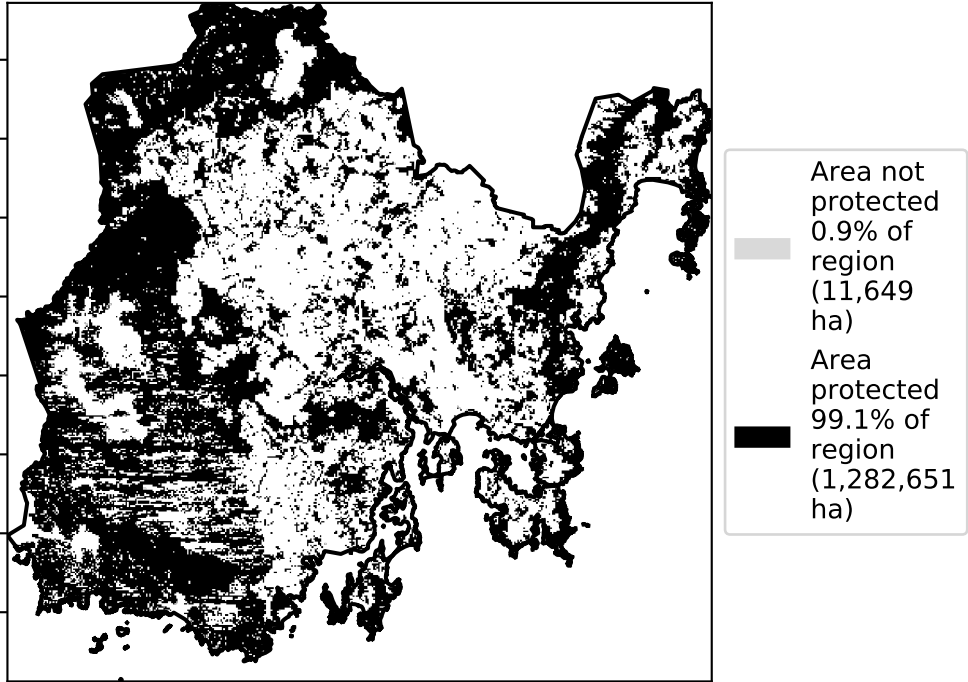 Area not
protected
0.9% of
region
(11,649
ha)
Area
protected
99.1% of
region
(1,282,651
ha)